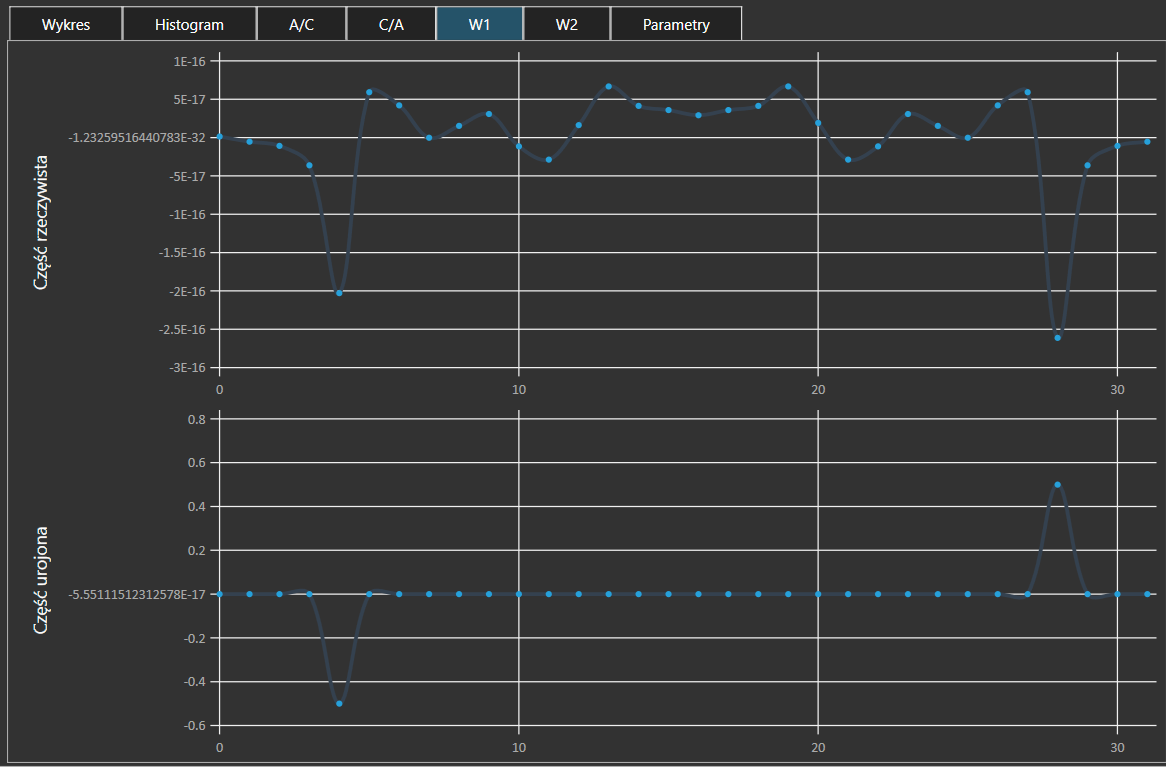 Wykres Histogram A/C C/A W1 W2 Parametry
Część rzeczywista
1E-16
5E-17
-1.23259516440783E-32
-5E-17
-1E-16
-1.5E-16
-2E-16
-2.5E-16
-3E-16
0 10 20 30
Część urojona
0.8
0.6
0.4
0.2
-5.55111512312578E-17
-0.2
-0.4
-0.6
0 10 20 30